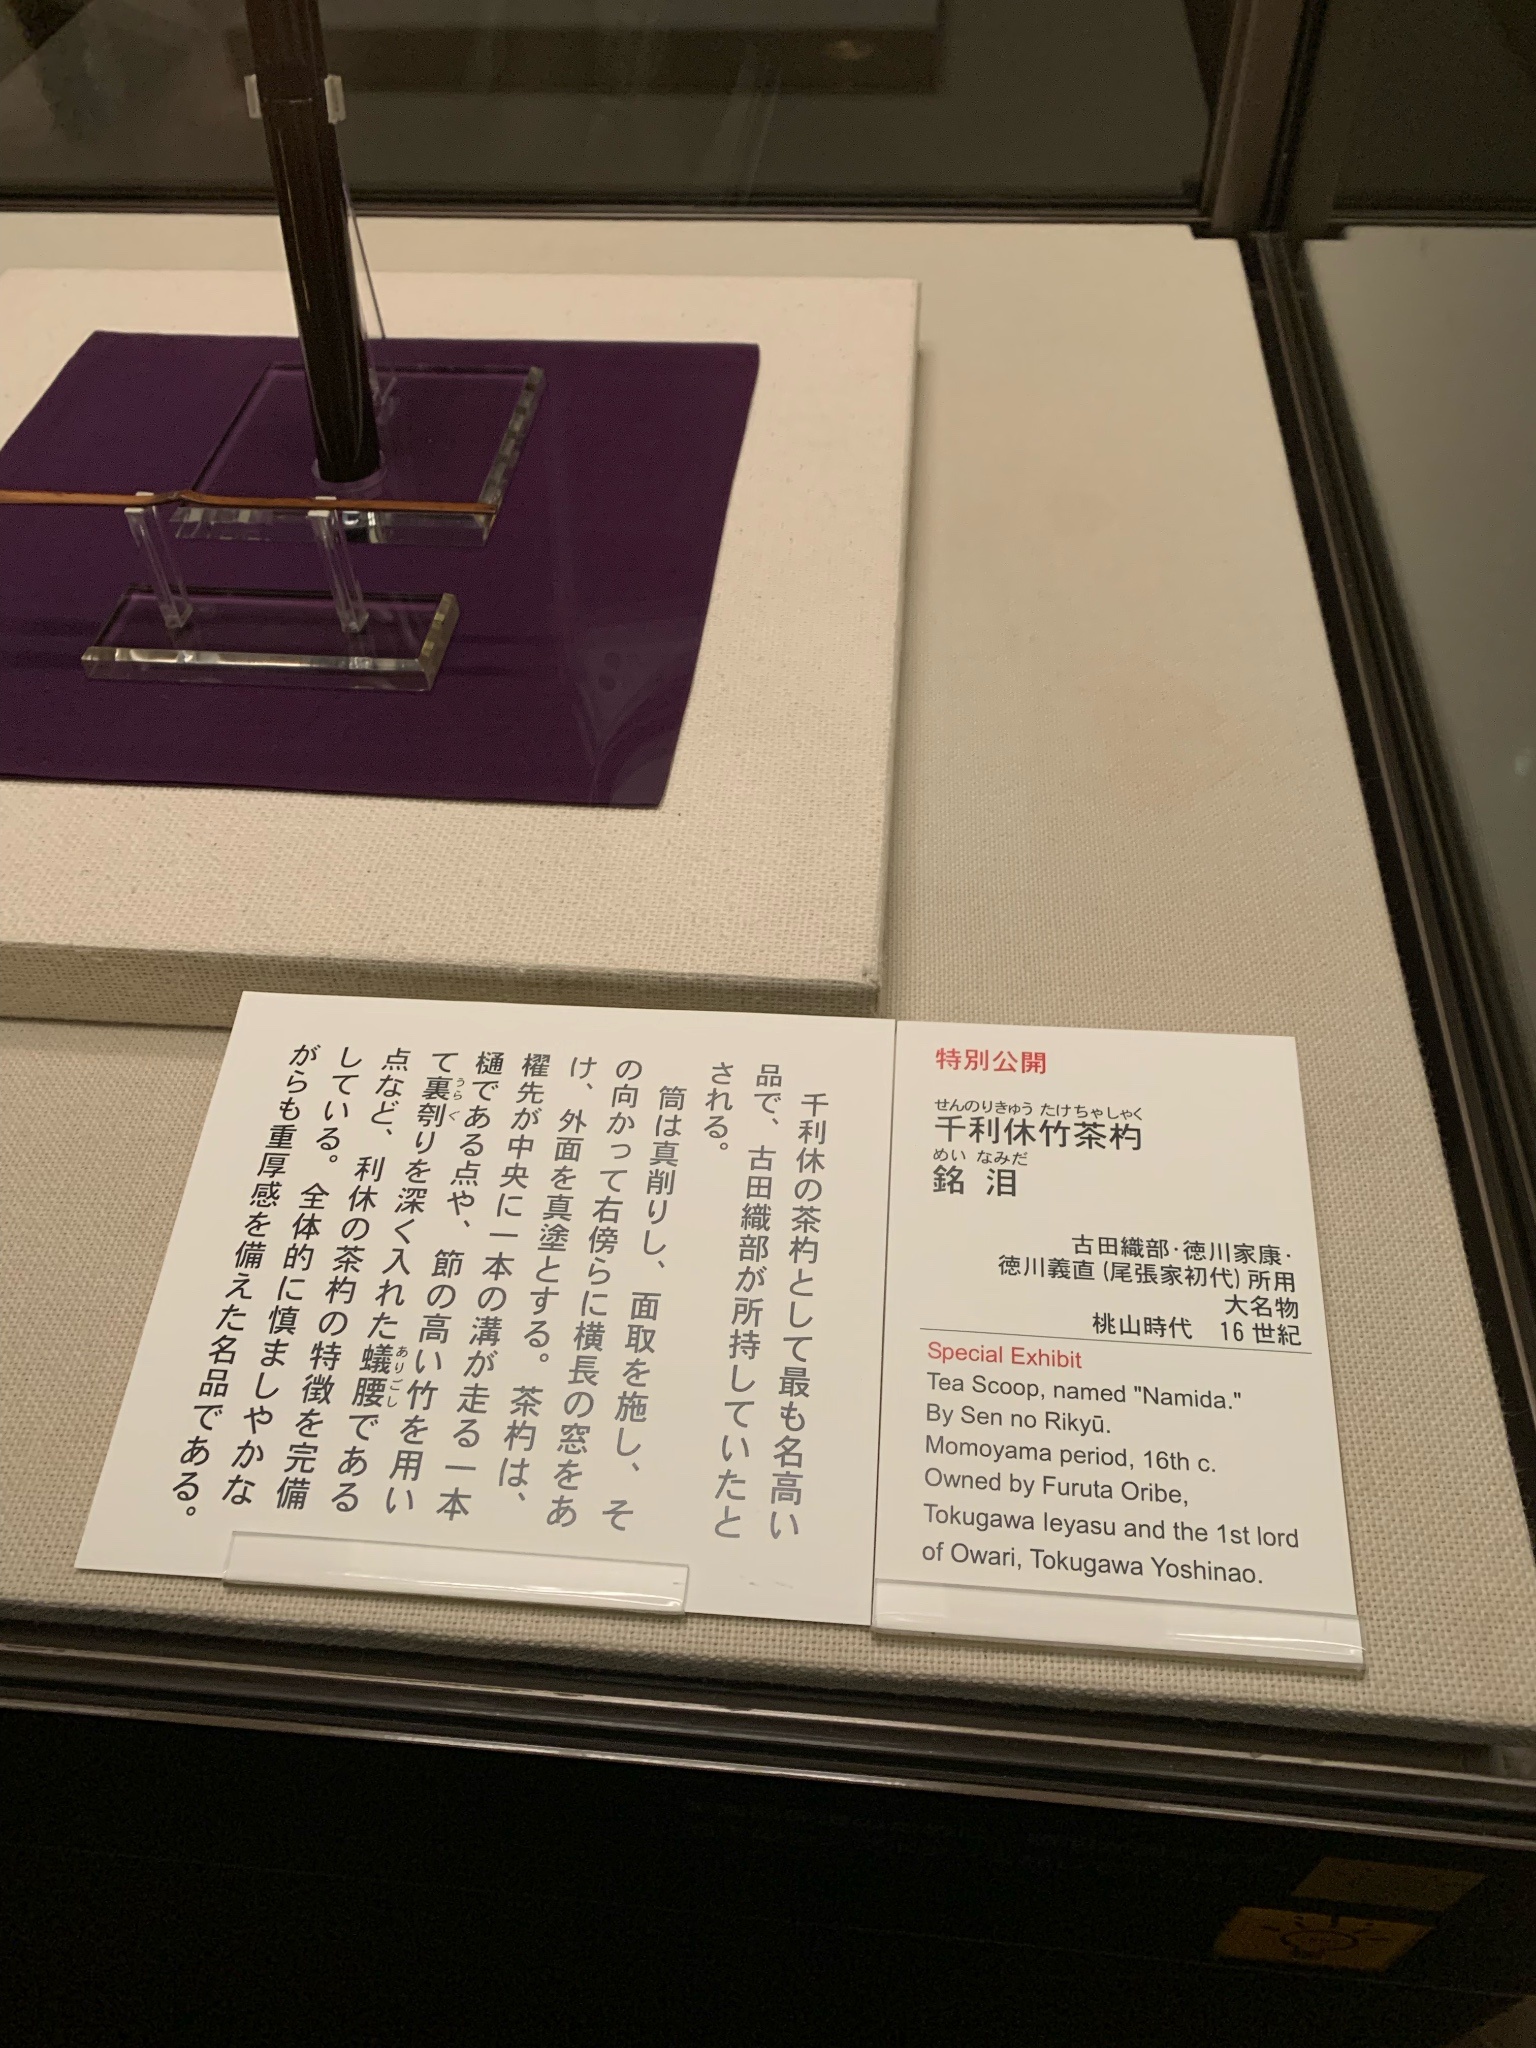 特別公開
せんのりきゅう たけちゃしゃく
千利休竹茶杓
めい なみだ
銘 泪
古田織部・徳川家康・
徳川義直(尾張家初代)所用
大名物
桃山時代 16世紀
Special Exhibit
Tea Scoop, named "Namida."
By Sen no Rikyū.
Momoyama period, 16th c.
Owned by Furuta Oribe,
Tokugawa Ieyasu and the 1st lord
of Owari, Tokugawa Yoshinao.
千利休の茶杓として最も名高い
品で、古田織部が所持していたと
される。
筒は真削りし、面取を施し、そ
の向かって右傍らに横長の窓をあ
け、外面を真塗とする。茶杓は、
櫂先が中央に一本の溝が走る一本
樋である点や、節の高い竹を用い
うらぐ
て裏刳りを深く入れた蟻腰である
ありごし
点など、利休の茶杓の特徴を完備
している。全体的に慎ましやかな
がらも重厚感を備えた名品である。